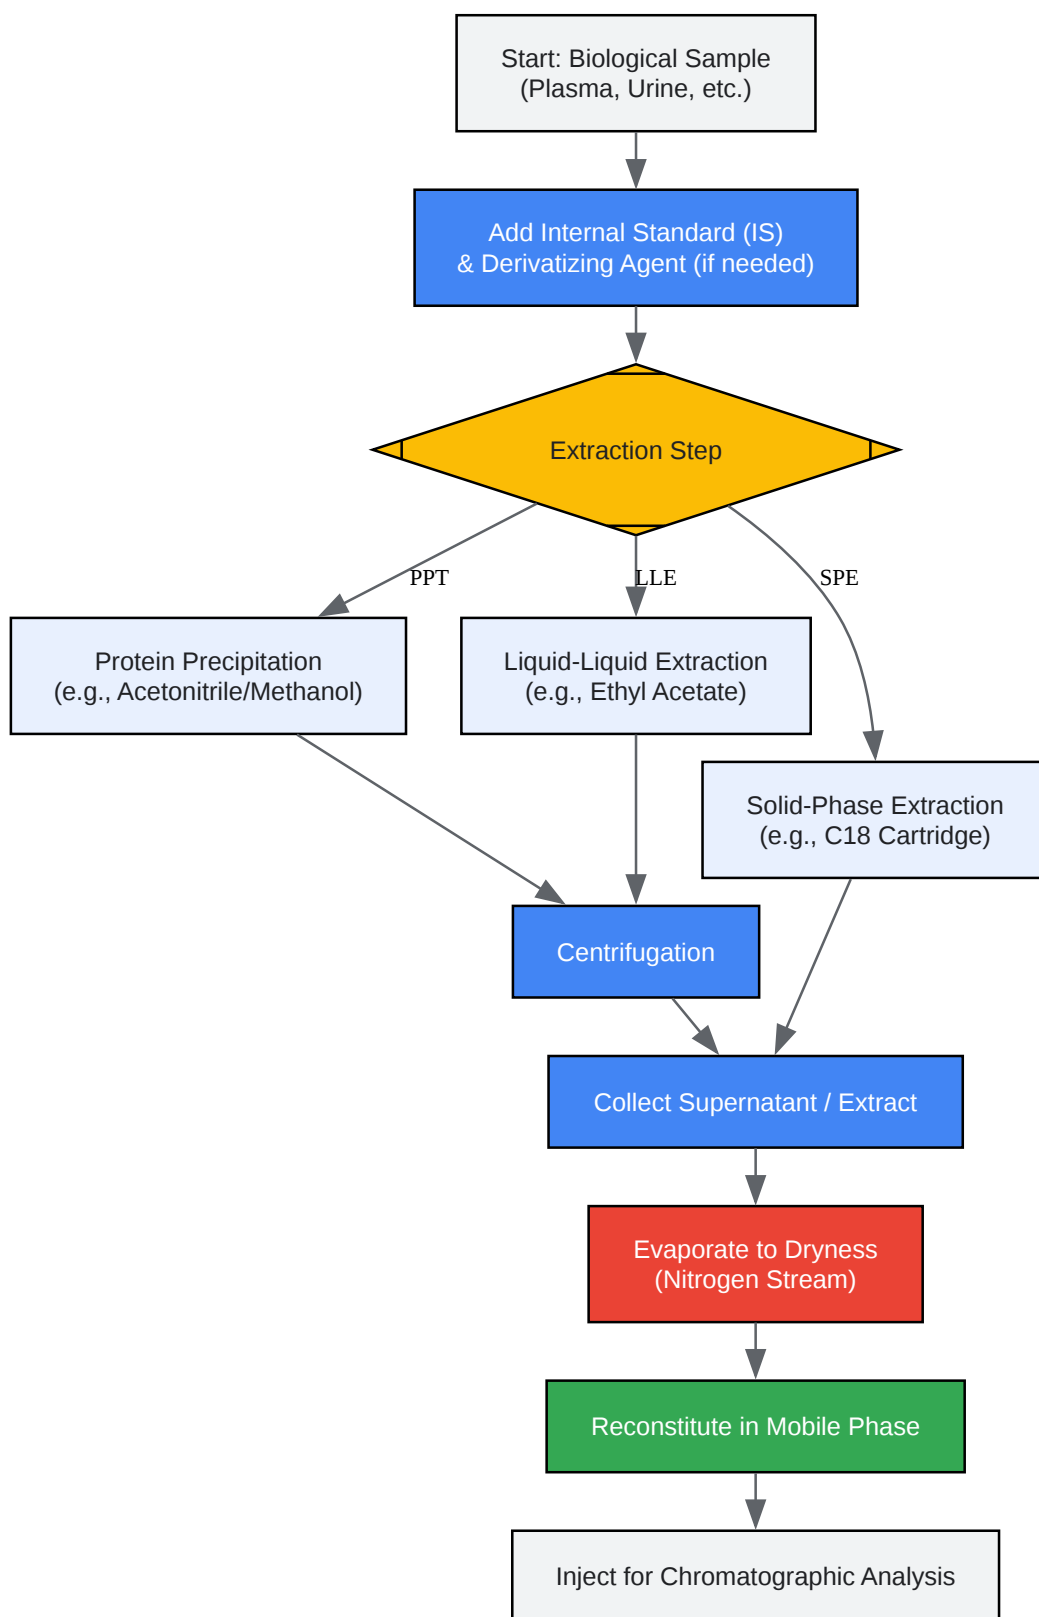 Start: Biological Sample
(Plasma, Urine, etc.)
Add Internal Standard (IS)
& Derivatizing Agent (if needed)
Extraction Step
PPT
LLE
SPE
Protein Precipitation
(e.g., Acetonitrile/Methanol)
Liquid-Liquid Extraction
(e.g., Ethyl Acetate)
Solid-Phase Extraction
(e.g., C18 Cartridge)
Centrifugation
Collect Supernatant / Extract
Evaporate to Dryness
(Nitrogen Stream)
Reconstitute in Mobile Phase
Inject for Chromatographic Analysis